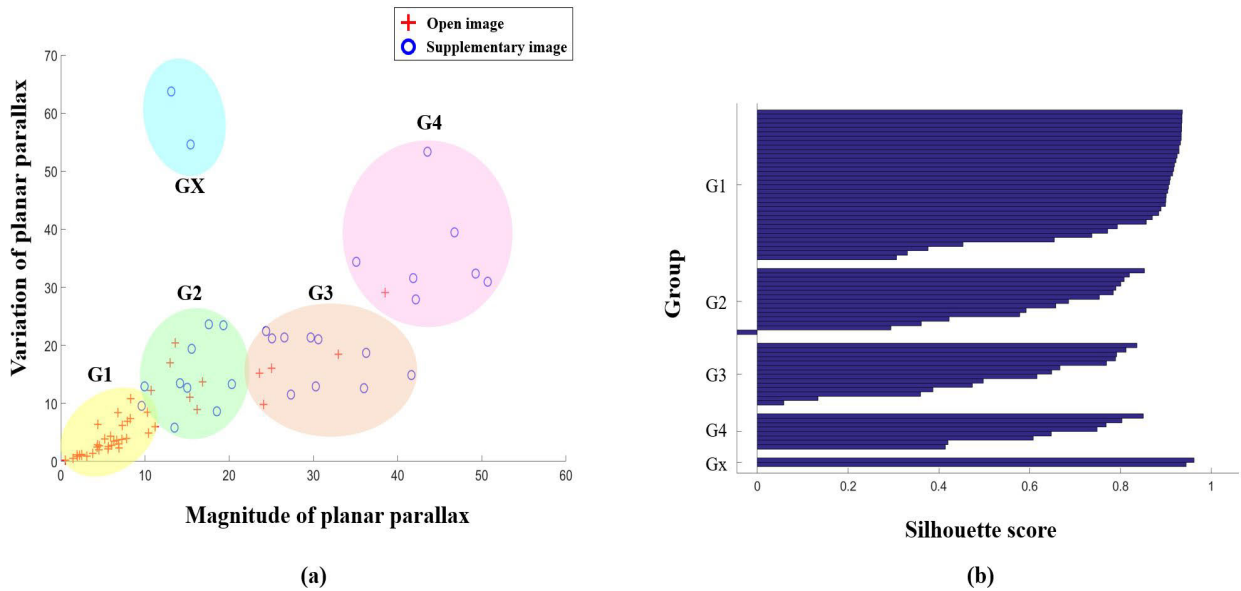 Open image
Supplementary image
Variation of planar parallax
70
60
50
40
30
20
10
0
GX
G4
G2
G3
G1
0 10 20 30 40 50 60
Magnitude of planar parallax
(a)
Group
G1
G2
G3
G4
Gx
0 0.2 0.4 0.6 0.8 1
Silhouette score
(b)